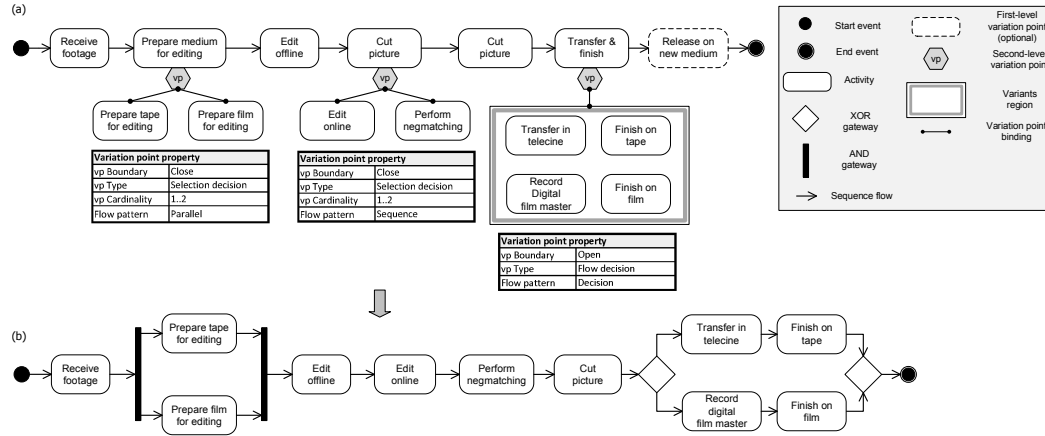 (a)
Receive
footage
Prepare medium
for editing
Edit
offline
Cut
picture
Cut
picture
Transfer &
finish
Release on
new medium
vp
vp
vp
Prepare tape
for editing
Prepare film
for editing
Edit
online
Perform
negmatching
Transfer in
telecine
Finish on
tape
Record
Digital
film master
Finish on
film
Variation point property
vp Boundary Close
vp Type Selection decision
vp Cardinality 1..2
Flow pattern Parallel
Variation point property
vp Boundary Close
vp Type Selection decision
vp Cardinality 1..2
Flow pattern Sequence
Variation point property
vp Boundary Open
vp Type Flow decision
Flow pattern Decision
Start event
End event
Activity
XOR
gateway
AND
gateway
Sequence flow
First-level
variation point
(optional)
vp
Second-level
variation point
Variants
region
Variation point
binding
(b)
Receive
footage
Prepare tape
for editing
Prepare film
for editing
Edit
offline
Edit
online
Perform
negmatching
Cut
picture
Transfer in
telecine
Finish on
tape
Record
digital
film master
Finish on
film